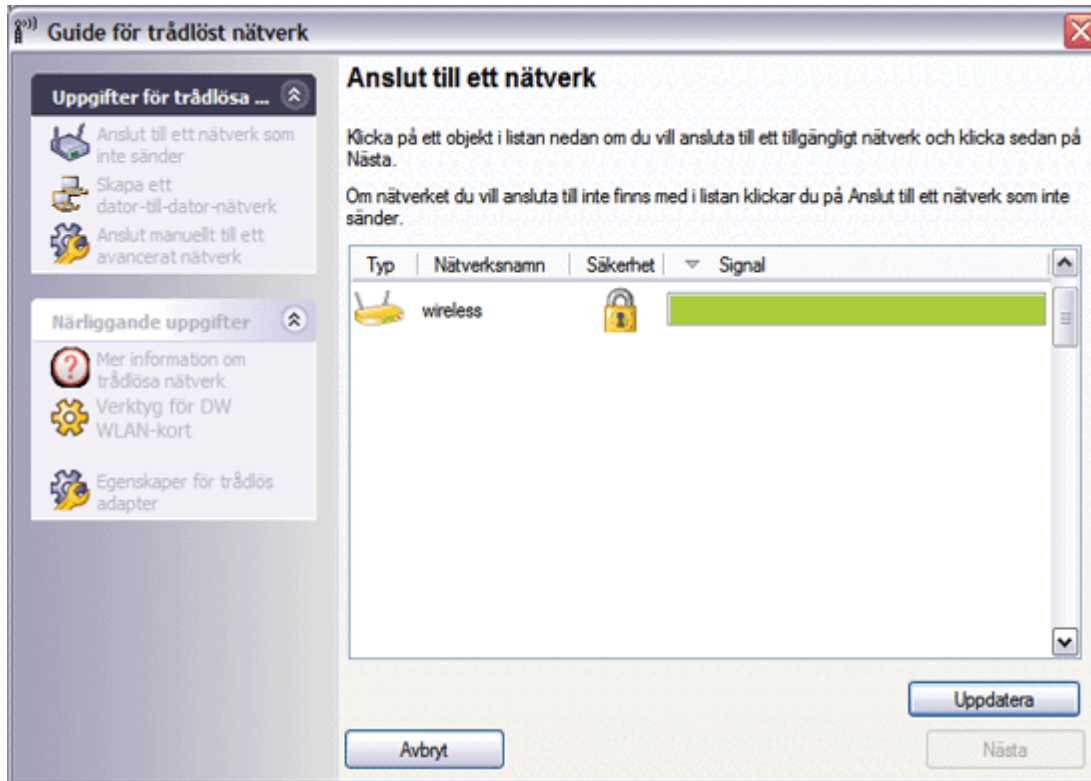 Guide för trådlöst nätverk
Uppgifter för trådlösa ...
Anslut till ett nätverk som
inte sänder
Skapa ett
dator-till-dator-nätverk
Anslut manuellt till ett
avancerat nätverk
Närliggande uppgifter
Mer information om
trådlösa nätverk
Verktyg för DW
WLAN-kort
Egenskaper för trådlös
adapter
Anslut till ett nätverk
Klicka på ett objekt i listan nedan om du vill ansluta till ett tillgängligt nätverk och klicka sedan på
Nästa.
Om nätverket du vill ansluta till inte finns med i listan klickar du på Anslut till ett nätverk som inte
sänder.
Typ Nätverksnamn Säkerhet Signal
wireless
Uppdatera
Avbryt Nästa